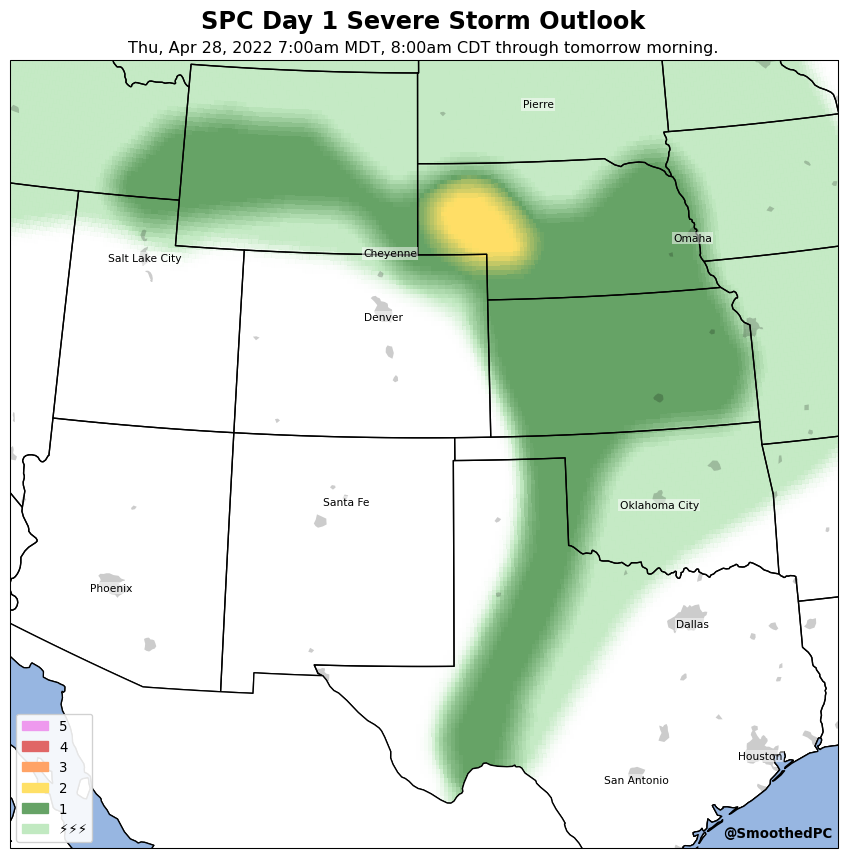 SPC Day 1 Severe Storm Outlook
Thu, Apr 28, 2022 7:00am MDT, 8:00am CDT through tomorrow morning.
Pierre
Omaha
Cheyenne
Salt Lake City
Denver
Santa Fe
Oklahoma City
Phoenix
Dallas
Houston
San Antonio
5
4
3
2
1
⚡⚡⚡
@SmoothedPC